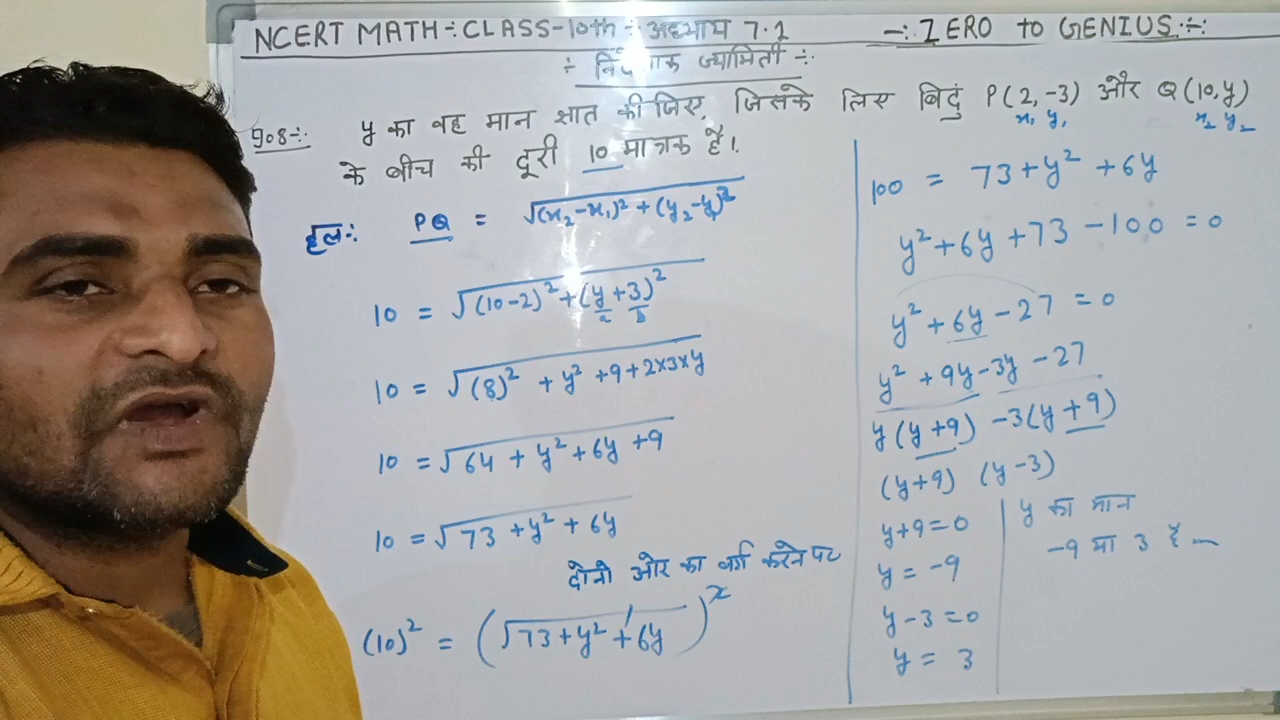 NCERT MATH÷CLASS-10th÷ अध्याय 7.1 -:ZERO to GENIUS:-:
÷ ज्यामिती ÷:
908-: y का वह मान ज्ञात कीजिए, जिसके लिए बिंदुं P(2,-3) और Q(10,y)
x₁ y₁ x₂ y₂
के बीच की दूरी 10 मात्रक है।
हल-: PQ = √(x₂-x₁)²+(y₂-y₁)²
10 = √(10-2)²+(y+3)²
a b
10 = √(8)² + y² +9+2×3×y
10 = √64 + y² +6y +9
10 = √73 +y² + 6y
दोनो ओर का वर्ग करने पर
(10)² = (√73+y²+6y)²
100 = 73+y² +6y
y²+6y+73 -100 =0
y²+6y -27 =0
y² +9y-3y -27
y(y+9) -3(y+9)
(y+9) (y-3)
y+9=0
y = -9
y-3=0
y = 3
y का मान
-9 या 3 है